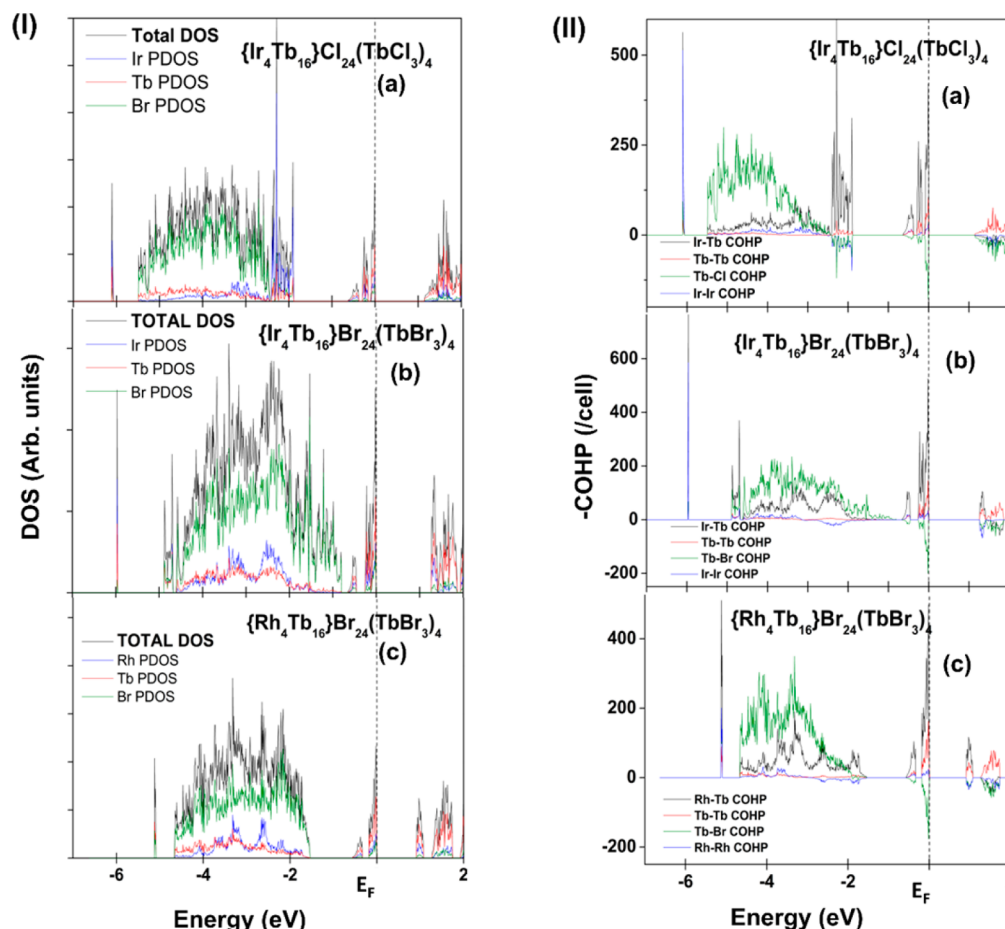 (I)
Total DOS
Ir PDOS
Tb PDOS
Br PDOS
{Ir4Tb16}Cl24(TbCl3)4
(a)
TOTAL DOS
Ir PDOS
Tb PDOS
Br PDOS
{Ir4Tb16}Br24(TbBr3)4
(b)
TOTAL DOS
Rh PDOS
Tb PDOS
Br PDOS
{Rh4Tb16}Br24(TbBr3)4
(c)
DOS (Arb. units)
-6 -4 -2 EF 2
Energy (eV)
(II)
500
250
0
{Ir4Tb16}Cl24(TbCl3)4
(a)
Ir-Tb COHP
Tb-Tb COHP
Tb-Cl COHP
Ir-Ir COHP
600
400
200
0
-200
{Ir4Tb16}Br24(TbBr3)4
(b)
Ir-Tb COHP
Tb-Tb COHP
Tb-Br COHP
Ir-Ir COHP
400
200
0
-200
{Rh4Tb16}Br24(TbBr3)4
(c)
Rh-Tb COHP
Tb-Tb COHP
Tb-Br COHP
Rh-Rh COHP
-COHP (/cell)
-6 -4 -2 EF
Energy (eV)